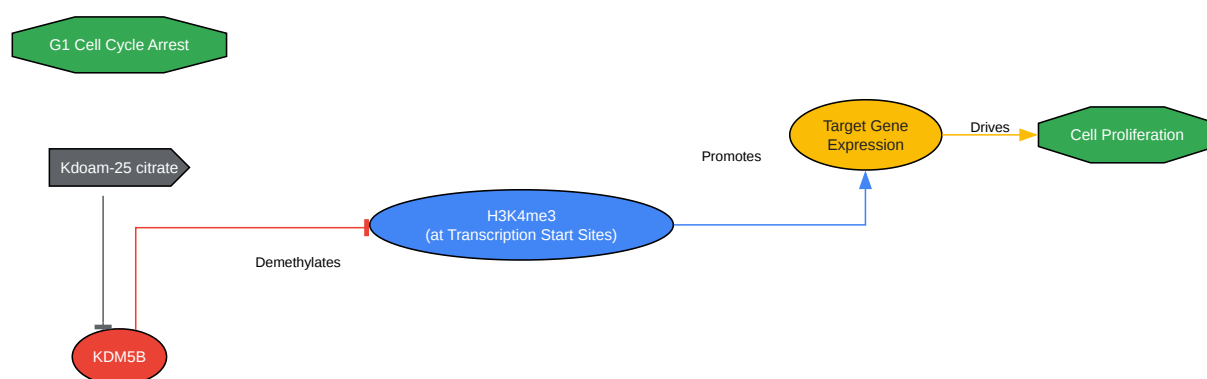 G1 Cell Cycle Arrest
Target Gene
Expression
Drives
Cell Proliferation
Promotes
Kdoam-25 citrate
H3K4me3
(at Transcription Start Sites)
Demethylates
KDM5B